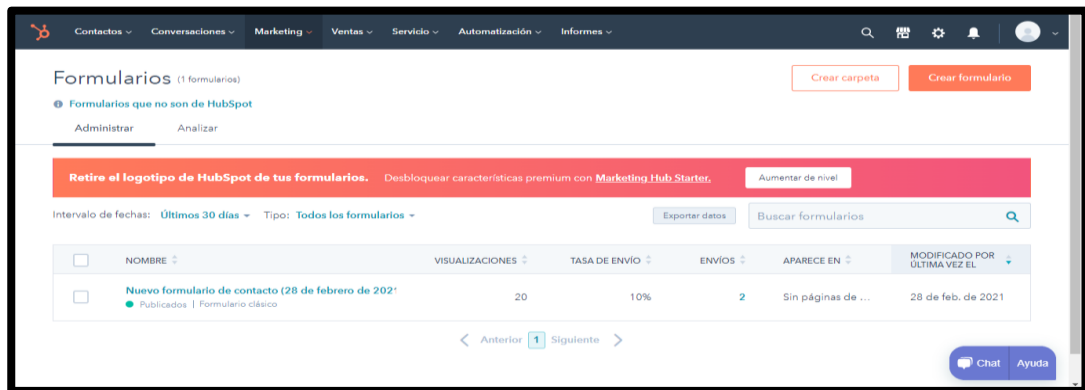 Contactos Conversaciones Marketing Ventas Servicio Automatización Informes
Formularios (1 formularios)
Crear carpeta Crear formulario
Formularios que no son de HubSpot
Administrar Analizar
Retire el logotipo de HubSpot de tus formularios. Desbloquear características premium con Marketing Hub Starter. Aumentar de nivel
Intervalo de fechas: Últimos 30 días Tipo: Todos los formularios Exportar datos Buscar formularios
NOMBRE VISUALIZACIONES TASA DE ENVÍO ENVÍOS APARECE EN MODIFICADO POR
ÚLTIMA VEZ EL
Nuevo formulario de contacto (28 de febrero de 202 20 10% 2 Sin páginas de ... 28 de feb. de 2021
Publicados | Formulario clásico
Anterior 1 Siguiente
Chat Ayuda